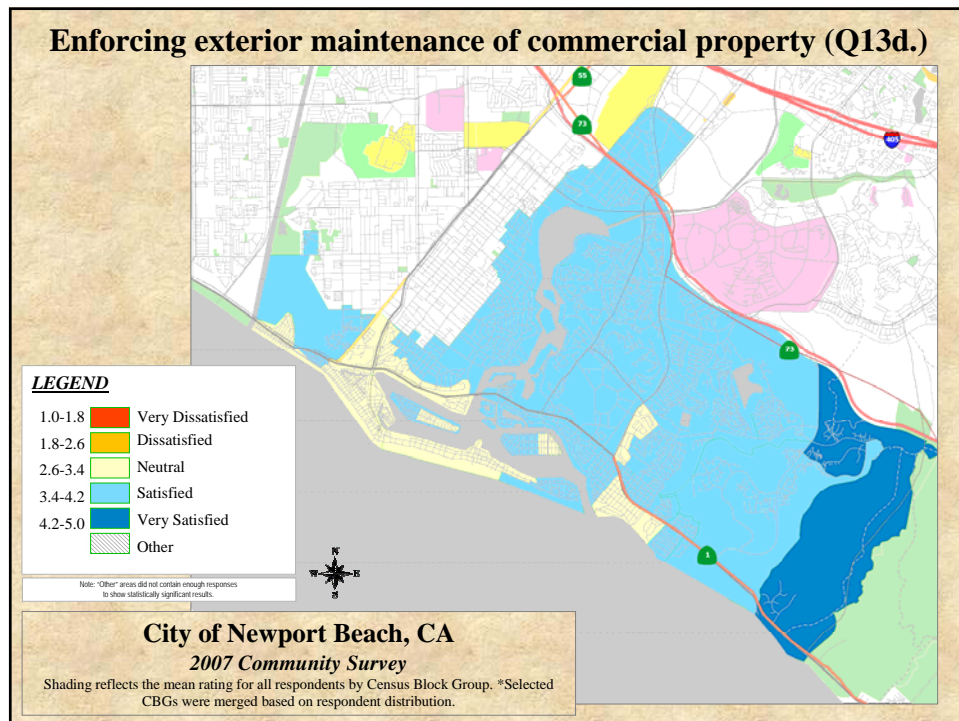 Enforcing exterior maintenance of commercial property (Q13d.)
55
73
405
73
1
LEGEND
1.0-1.8 Very Dissatisfied
1.8-2.6 Dissatisfied
2.6-3.4 Neutral
3.4-4.2 Satisfied
4.2-5.0 Very Satisfied
Other
Note: "Other" areas did not contain enough responses
to show statistically significant results.
N
W E
S
City of Newport Beach, CA
2007 Community Survey
Shading reflects the mean rating for all respondents by Census Block Group. *Selected
CBGs were merged based on respondent distribution.